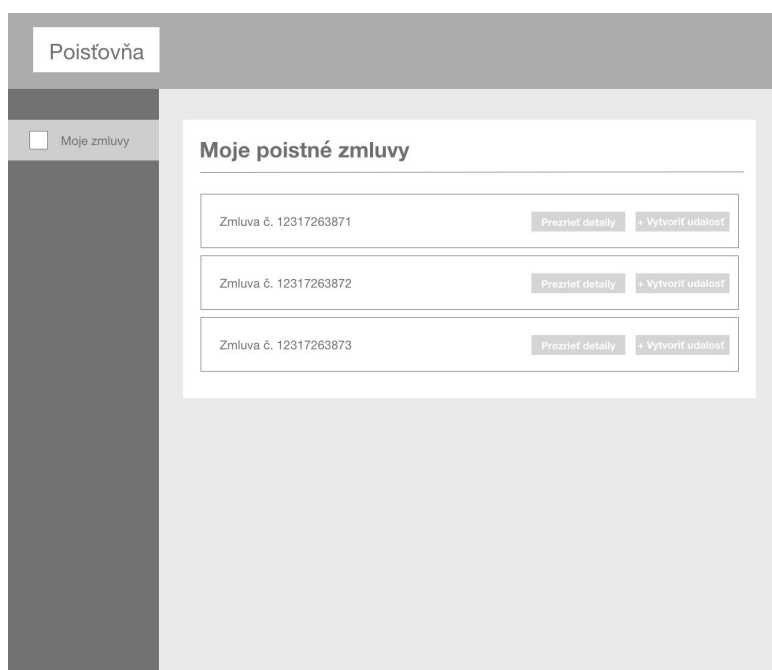 Poisťovňa
Moje zmluvy
Moje poistné zmluvy
Zmluva č. 12317263871
Prezrieť detaily
+ Vytvoriť udalosť
Zmluva č. 12317263872
Prezrieť detaily
+ Vytvoriť udalosť
Zmluva č. 12317263873
Prezrieť detaily
+ Vytvoriť udalosť